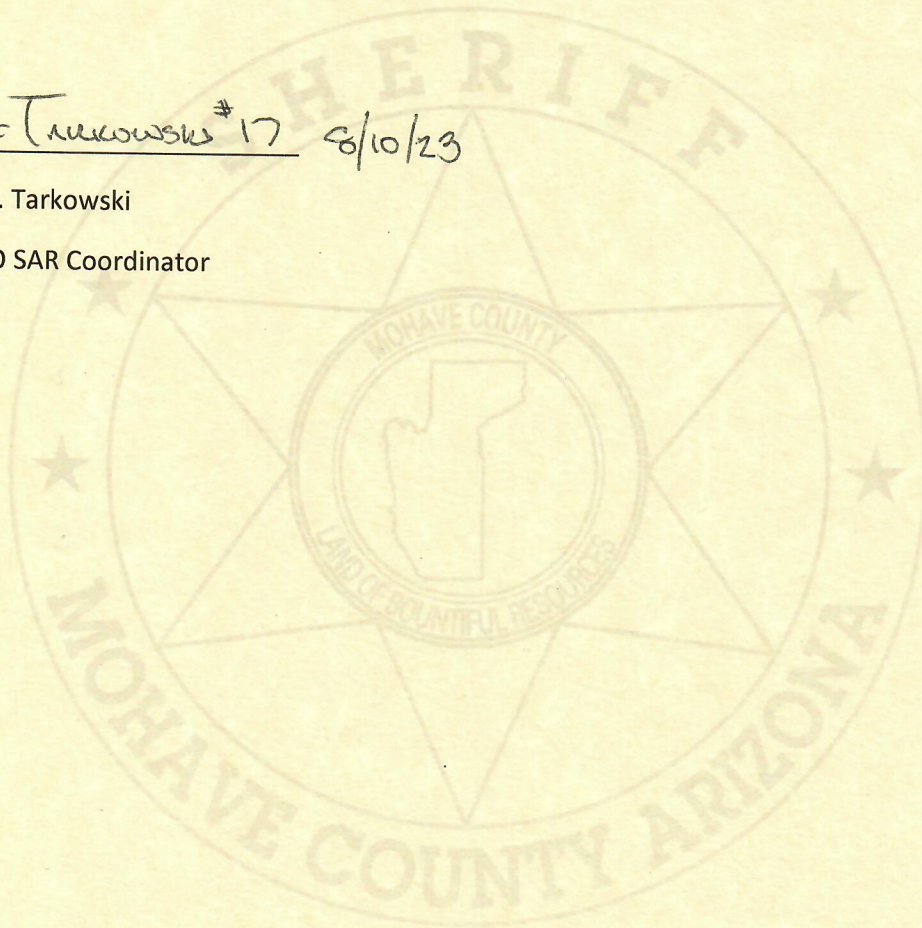 SHERIFF
Tarkowski #17 8/10/23
. Tarkowski
SAR Coordinator
MOHAVE COUNTY
LAND OF BOUNTIFUL RESOURCES
MOHAVE COUNTY ARIZONA